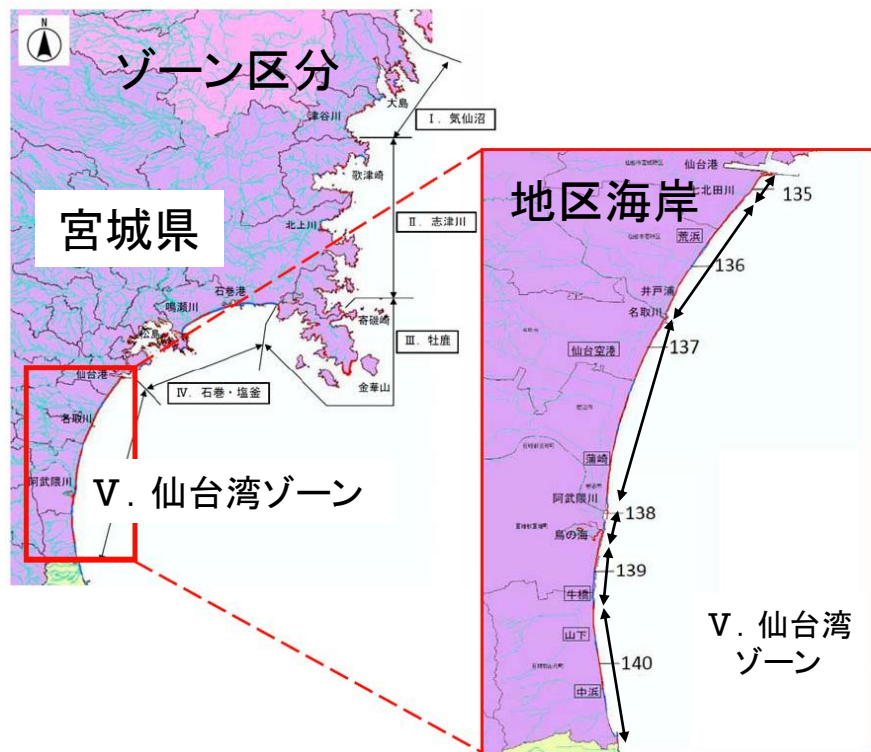 N
ゾーン区分
大島
津谷川
Ⅰ. 気仙沼
歌津崎
宮城県
北上川
Ⅱ. 志津川
石巻港
鳴瀬川
松島
寄磯崎
Ⅲ. 牡鹿
仙台港
金華山
Ⅳ. 石巻・塩釜
名取川
阿武隈川
Ⅴ. 仙台湾ゾーン
仙台港
七北田川
135
地区海岸
荒浜
136
井戸浦
名取川
137
仙台空港
蒲崎
阿武隈川
138
鳥の海
139
牛橋
山下
Ⅴ. 仙台湾
ゾーン
140
中浜